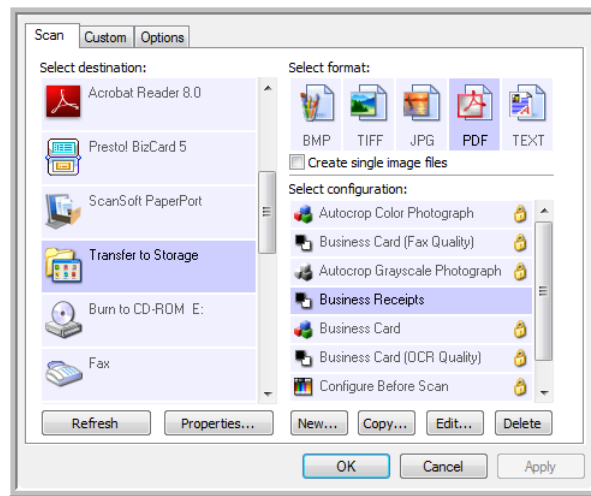 Scan Custom Options
Select destination:
Acrobat Reader 8.0
Presto! BizCard 5
ScanSoft PaperPort
Transfer to Storage
Burn to CD-ROM E:
Fax
Refresh Properties...
Select format:
BMP TIFF JPG PDF TEXT
Create single image files
Select configuration:
Autocrop Color Photograph
Business Card (Fax Quality)
Autocrop Grayscale Photograph
Business Receipts
Business Card
Business Card (OCR Quality)
Configure Before Scan
New... Copy... Edit... Delete
OK Cancel Apply